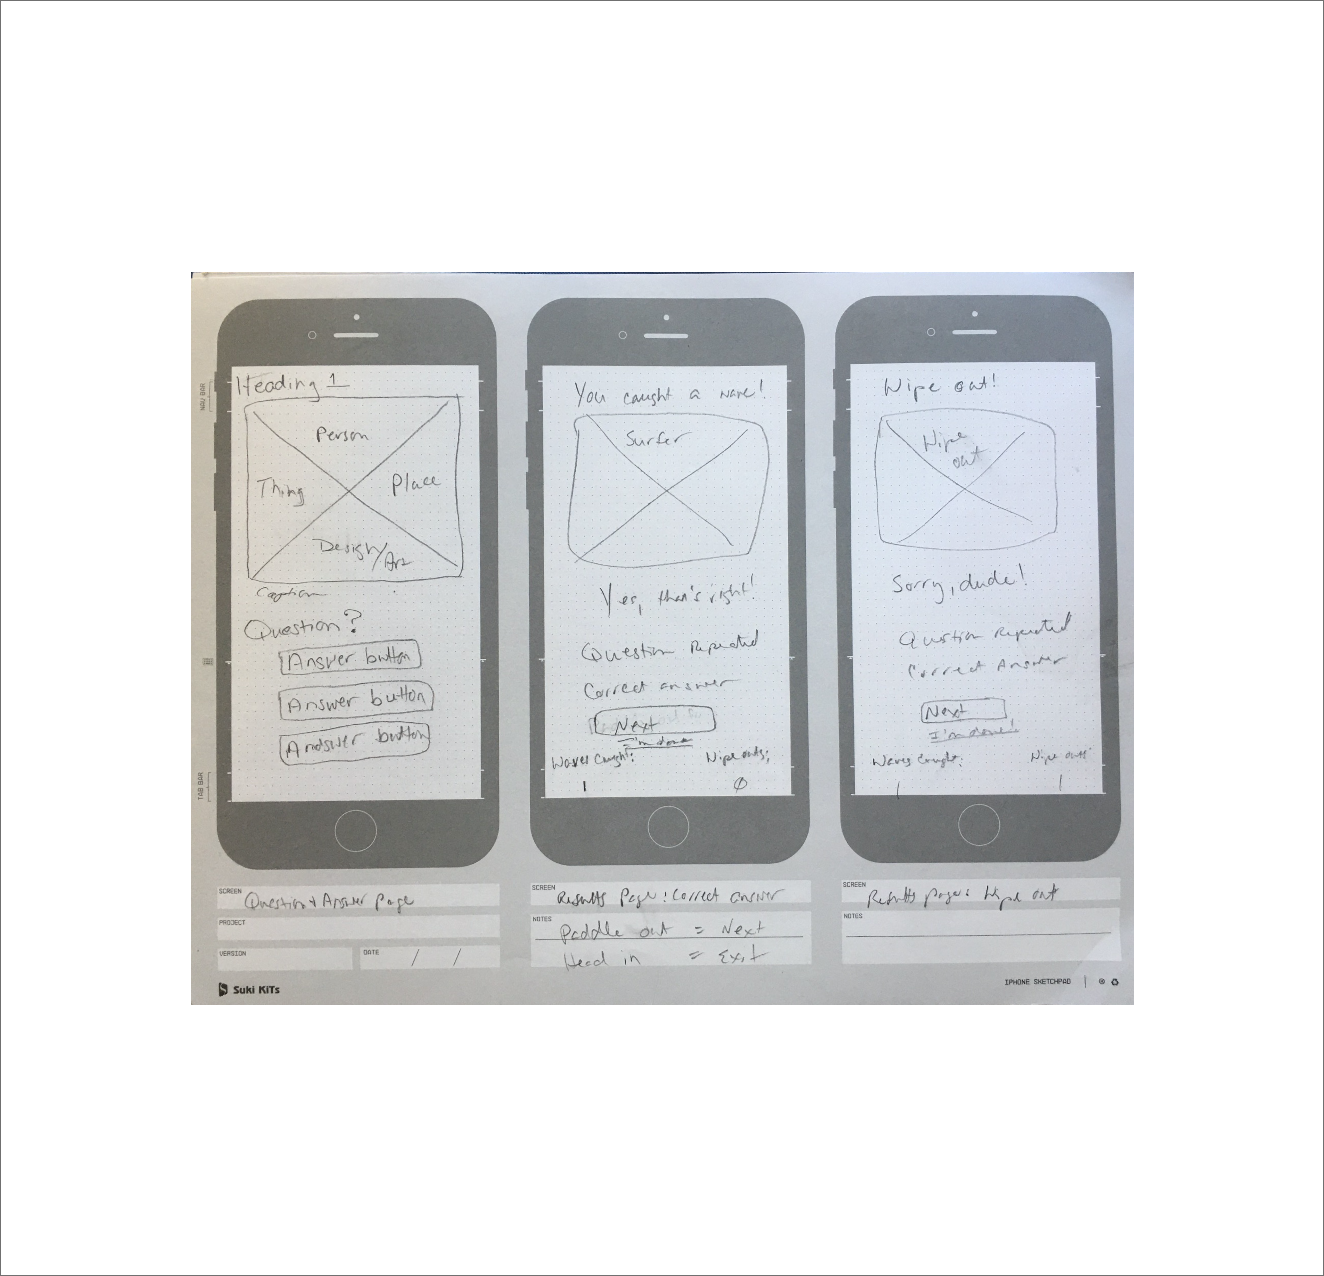 NAV BAR
TAB BAR
Heading 1
Person
Thing
Place
Design/Art
Caption
Question?
Answer button
Answer button
Andswer button
SCREEN
Question + Answer Page
PROJECT
VERSION
DATE / /
Suki KITs
You caught a wave!
Surfer
Yes, that's right!
Question Repeated
Correct answer
Next
I'm done
Waves Caught:
Wipe outs:
1
0
SCREEN
Results Page: Correct answer
NOTES
Paddle out = Next
Head in = Exit
Wipe out!
Wipe
out
Sorry, dude!
Question Repeated
Correct Answer
Next
I'm done!
Waves Caught:
Wipe outs
1
1
SCREEN
Results page: Wipe out
NOTES
IPHONE SKETCHPAD